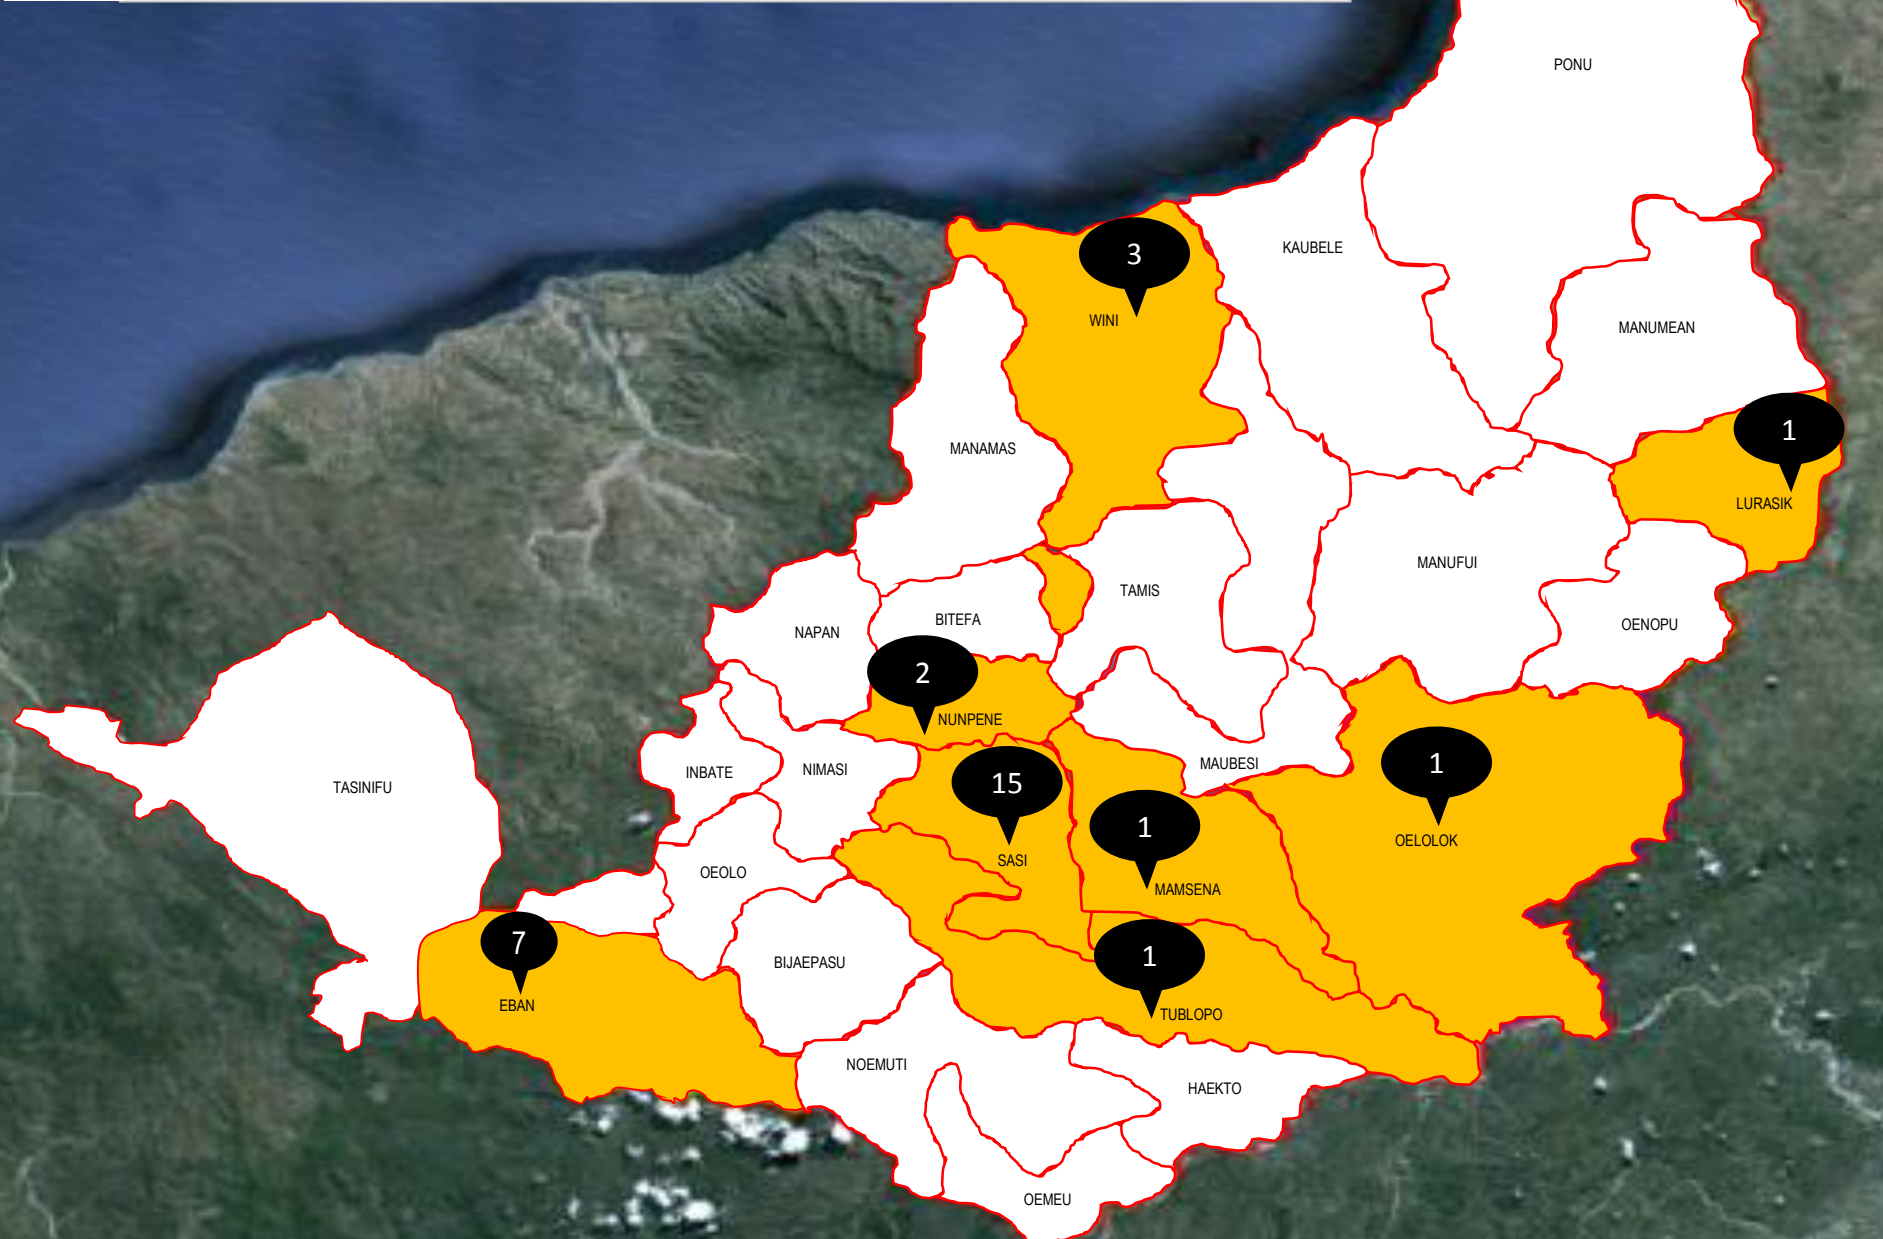 PONU
KAUBELE
3
WINI
MANUMEAN
1
LURASIK
MANAMAS
MANUFUI
TAMIS
BITEFA
NAPAN
OENOPU
2
NUNPENE
MAUBESI
INBATE
NIMASI
TASINIFU
15
SASI
1
OELOLOK
1
MAMSENA
OEOLO
7
EBAN
BIJAEPASU
1
TUBLOPO
NOEMUTI
HAEKTO
OEMEU